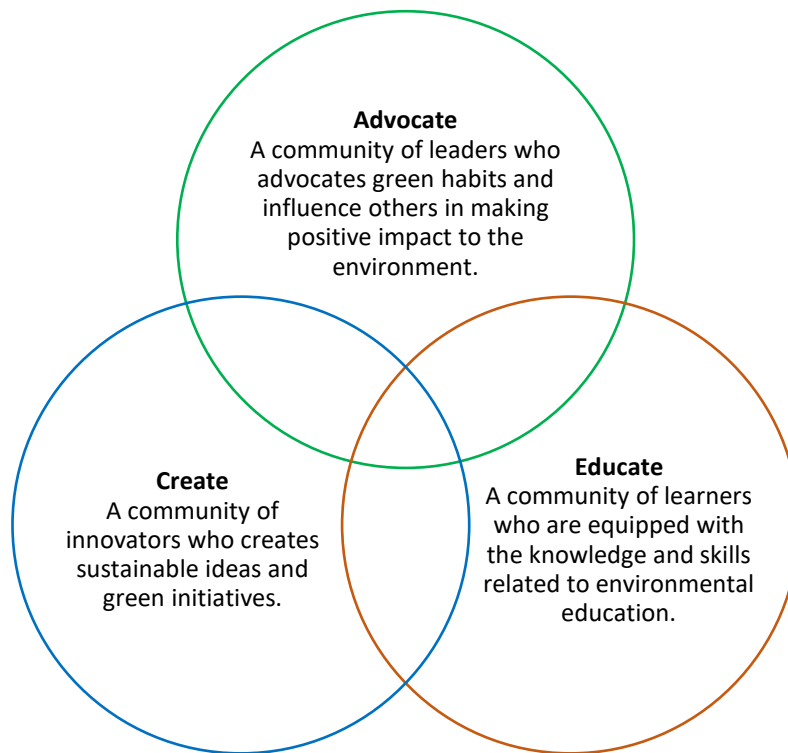 Advocate
A community of leaders who
advocates green habits and
influence others in making
positive impact to the
environment.
Create
A community of
innovators who creates
sustainable ideas and
green initiatives.
Educate
A community of learners
who are equipped with
the knowledge and skills
related to environmental
education.